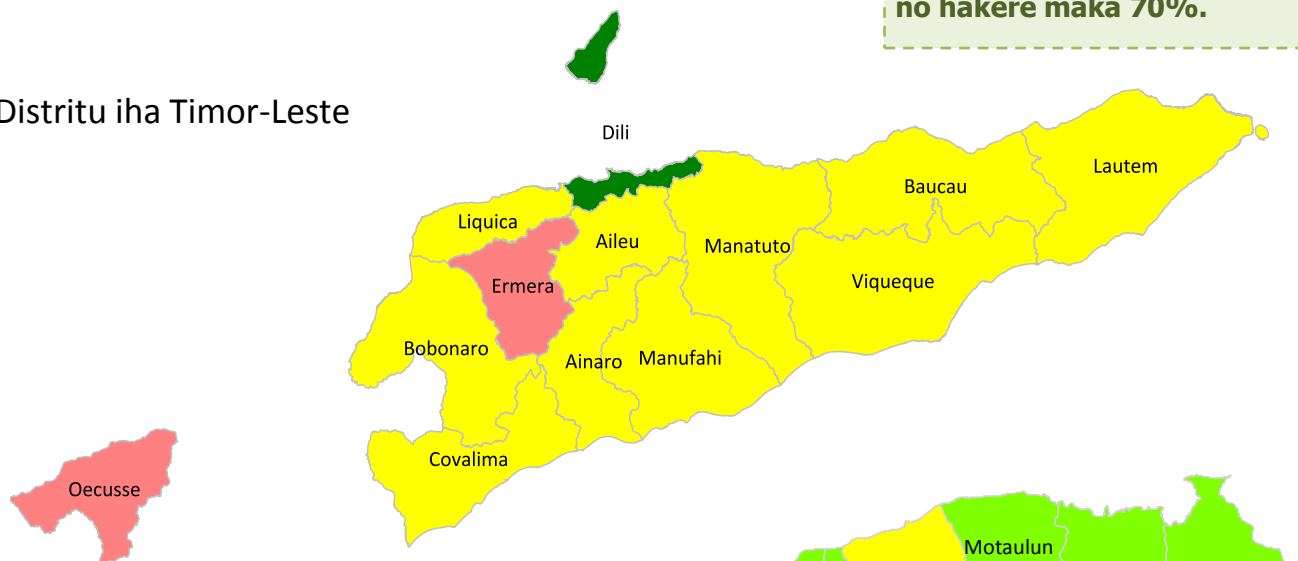 no hakere maka 70%.
Distritu iha Timor-Leste
Dili
Lautem
Baucau
Liquica
Aileu
Manatuto
Viqueque
Ermera
Bobonaro
Ainaro
Manufahi
Covalima
Oecusse
Motaulun